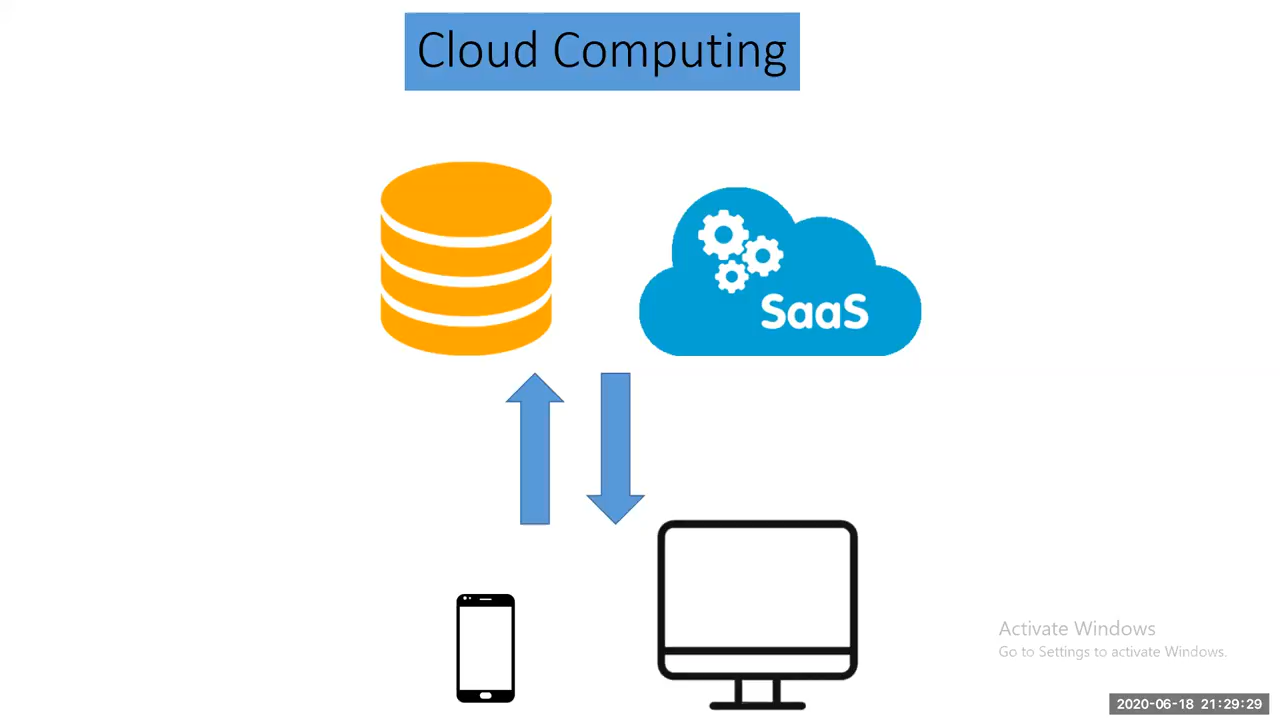 Cloud Computing
SaaS
Activate Windows
Go to Settings to activate Windows.
2020-06-18 21:29:29